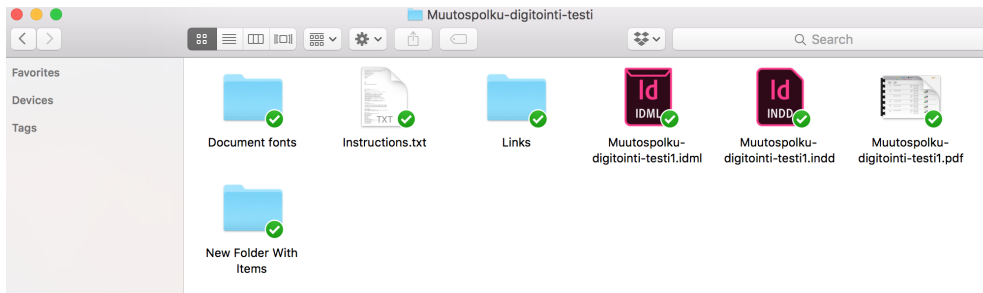 Muutospolku-digitointi-testi
Search
Favorites
Devices
Tags
Document fonts
TXT
Instructions.txt
Links
Id
IDML
Muutospolku-
digitointi-testi1.idml
Id
INDD
Muutospolku-
digitointi-testi1.indd
Muutospolku-
digitointi-testi1.pdf
New Folder With
Items